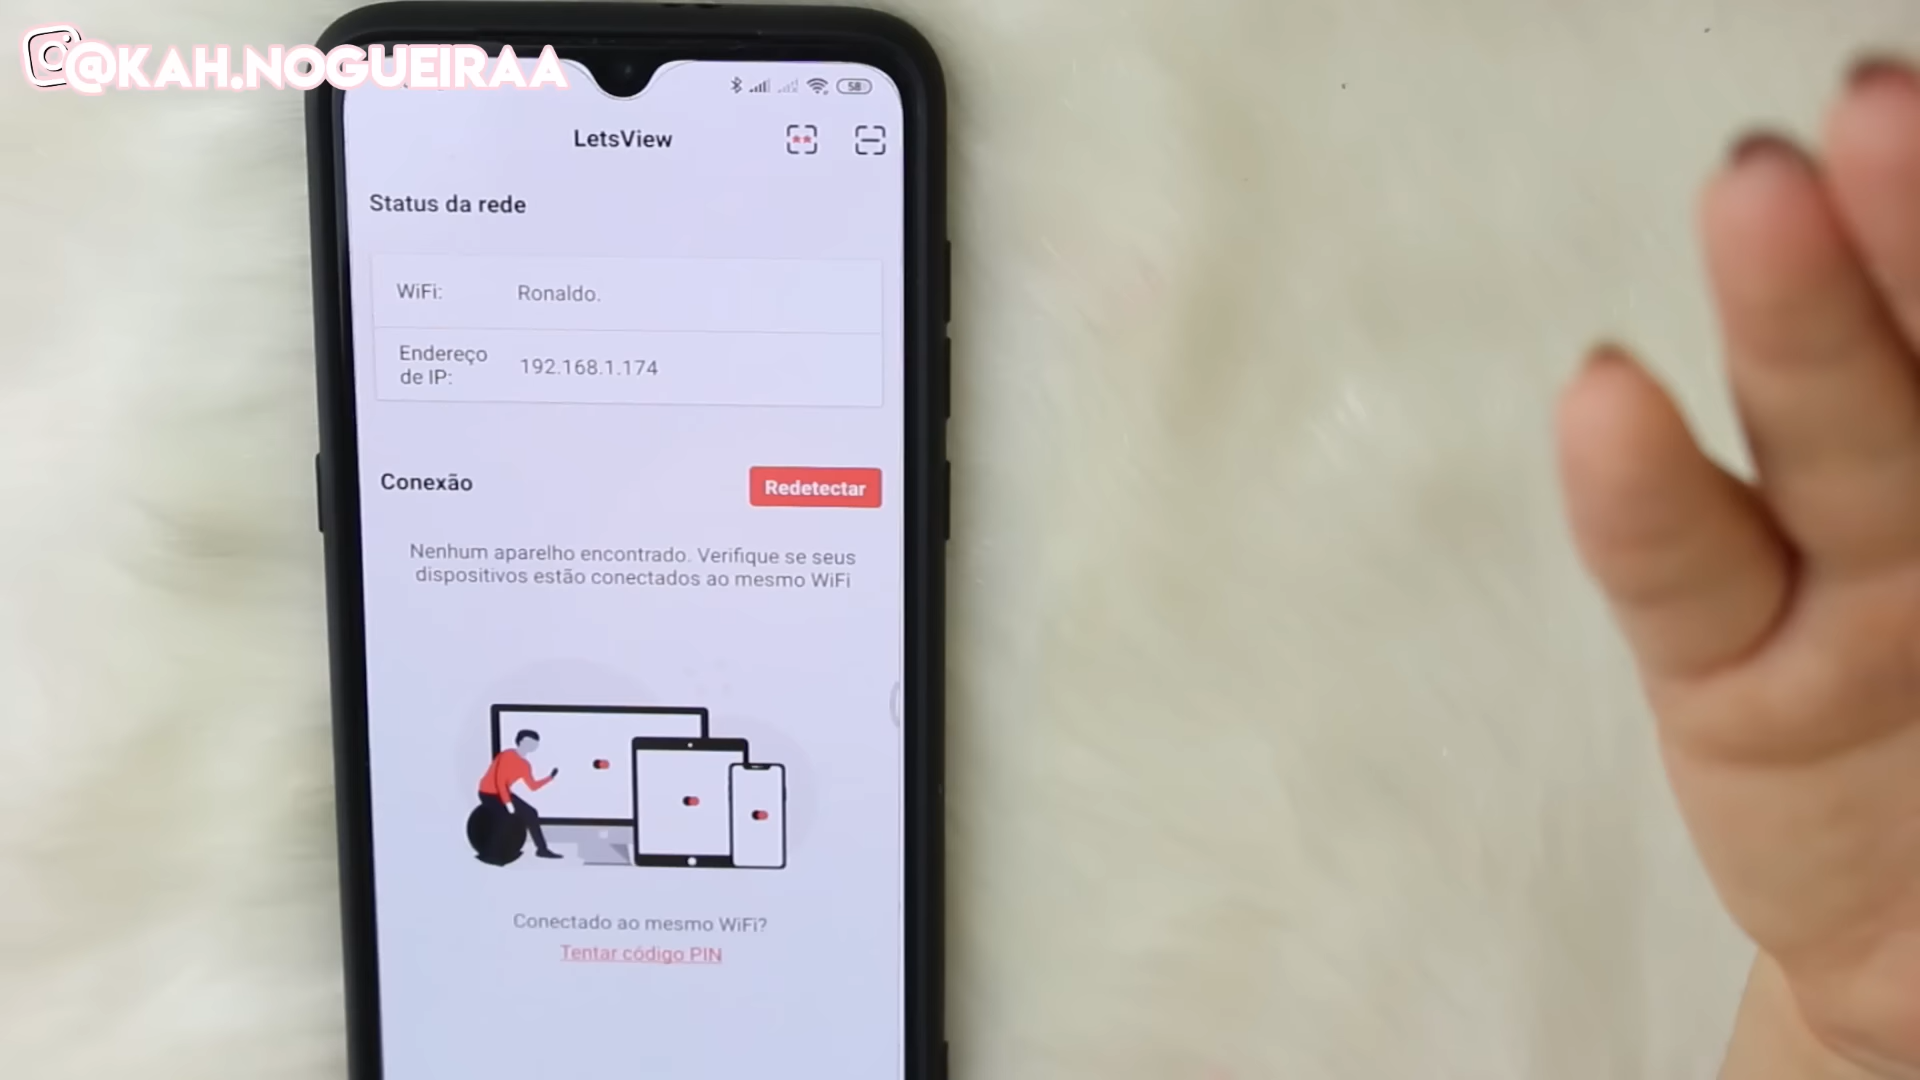 @KAH.NOGUEIRAA
58
LetsView
Status da rede
WiFi: Ronaldo.
Endereço de IP: 192.168.1.174
Conexão
Redetectar
Nenhum aparelho encontrado. Verifique se seus
dispositivos estão conectados ao mesmo WiFi
Conectado ao mesmo WiFi?
Tentar código PIN